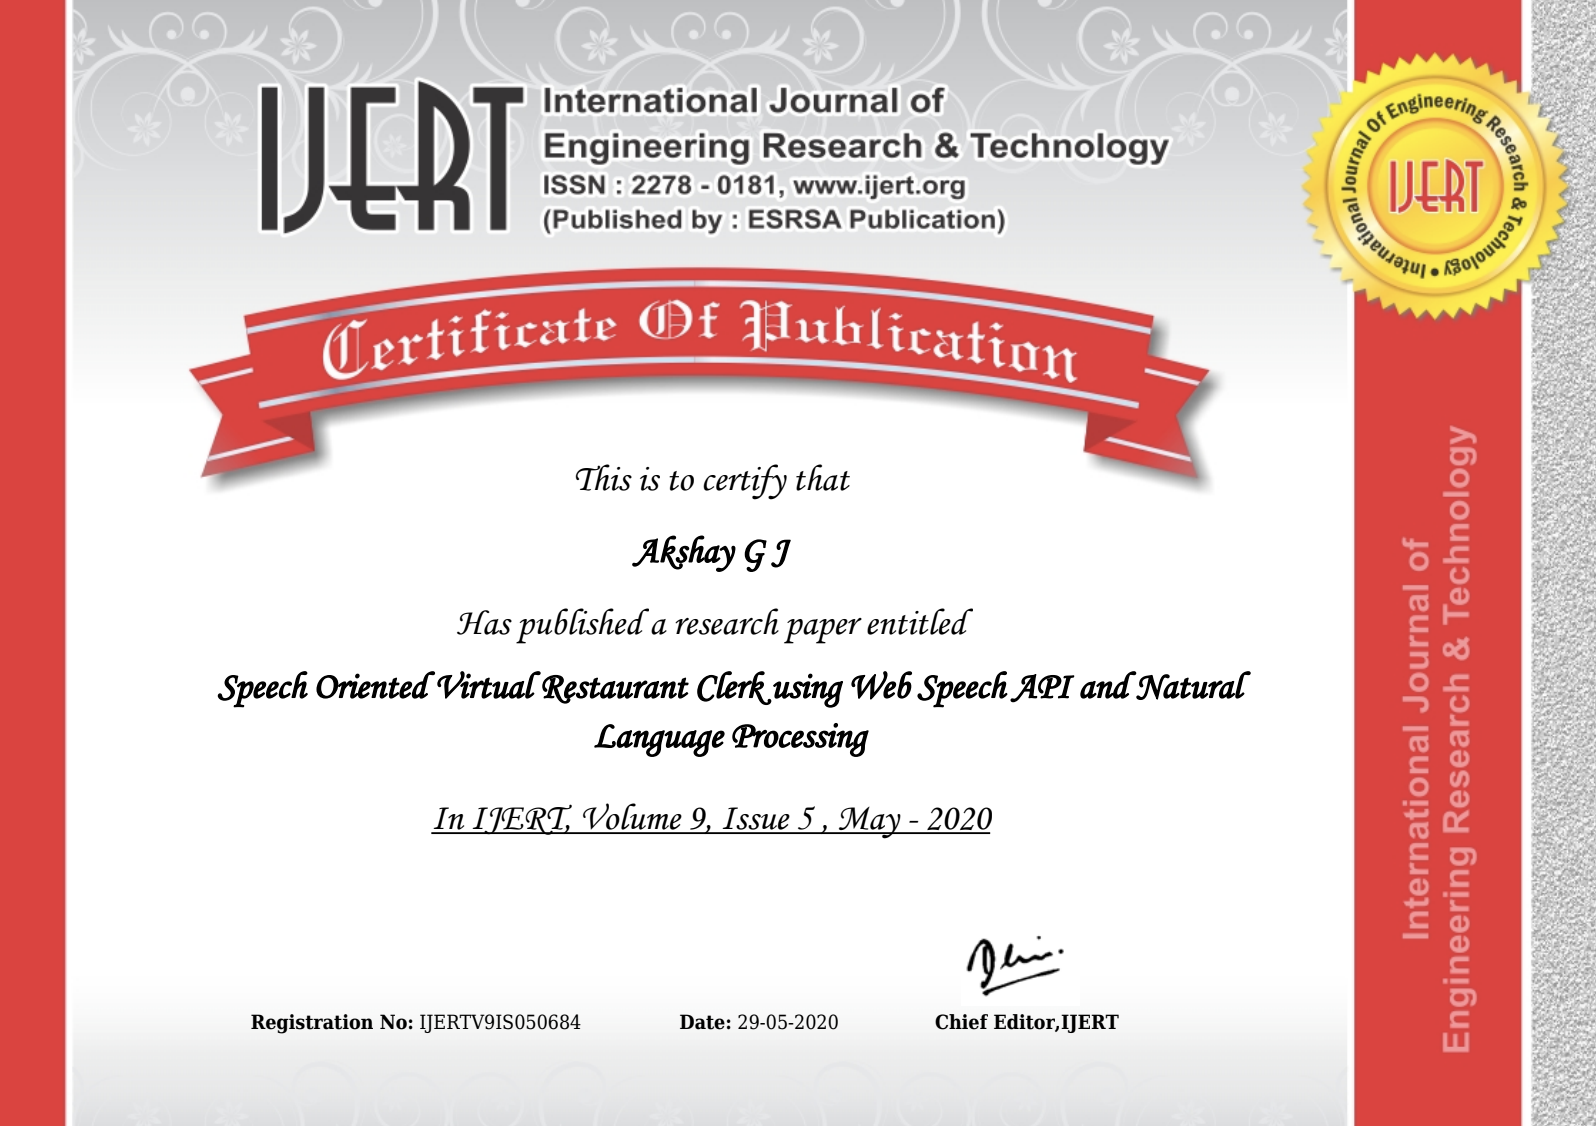 IJERT
International Journal of
Engineering Research & Technology
ISSN : 2278 - 0181, www.ijert.org
(Published by : ESRSA Publication)
International Journal Of Engineering Research & Technology •
IJERT
Certificate Of Publication
This is to certify that
Akshay G J
Has published a research paper entitled
Speech Oriented Virtual Restaurant Clerk using Web Speech API and Natural
Language Processing
In IJERT, Volume 9, Issue 5 , May - 2020
Registration No: IJERTV9IS050684
Date: 29-05-2020
Chief Editor,IJERT
International Journal of
Engineering Research & Technology